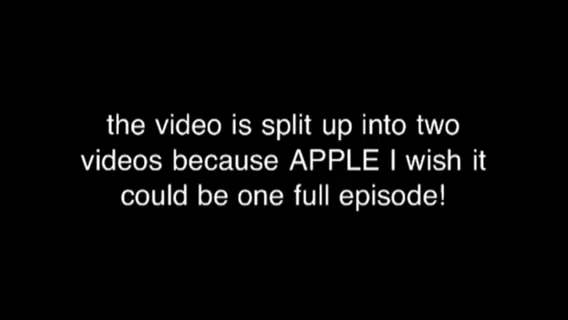 the video is split up into two
videos because APPLE I wish it
could be one full episode!